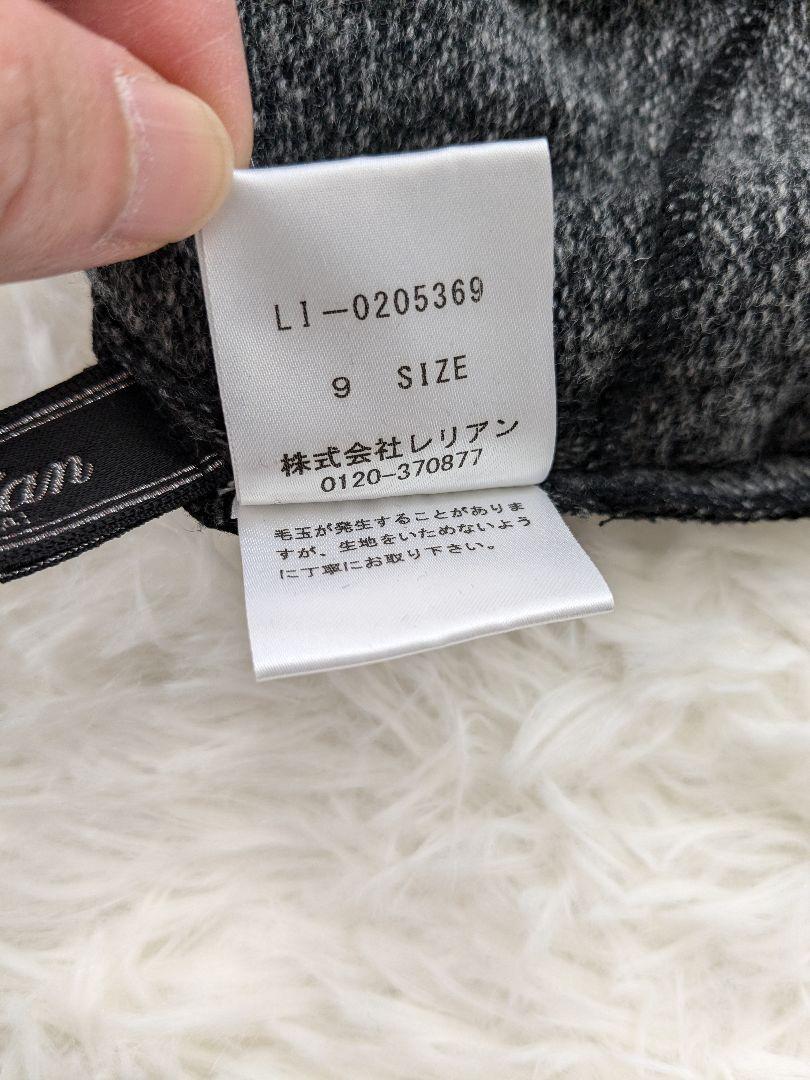 LI-0205369
9 SIZE
株式会社レリアン
0120-370877
毛玉が発生することがありま
すが、生地をいためないよう
に丁寧にお取り下さい。